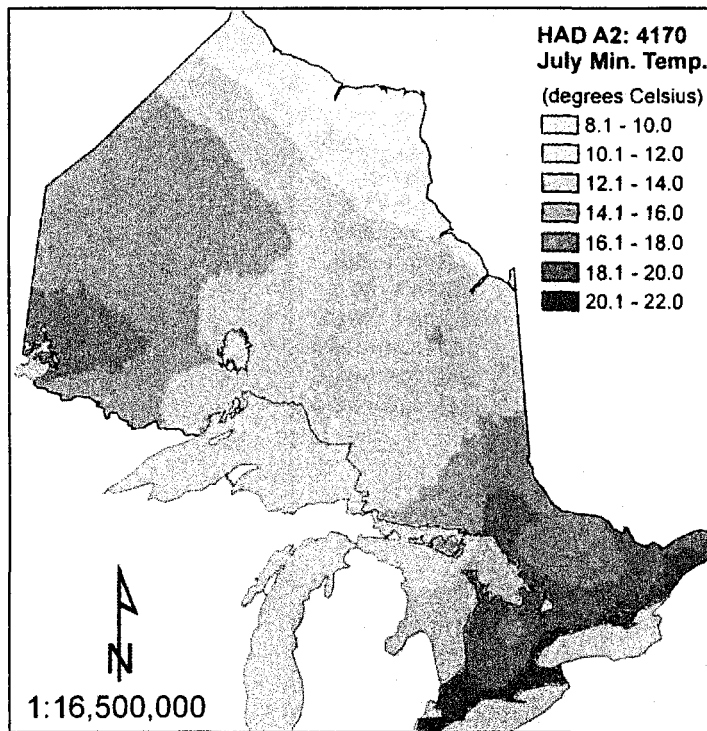 HAD A2: 4170
July Min. Temp.
(degrees Celsius)
8.1 - 10.0
10.1 - 12.0
12.1 - 14.0
14.1 - 16.0
16.1 - 18.0
18.1 - 20.0
20.1 - 22.0
N
1:16,500,000